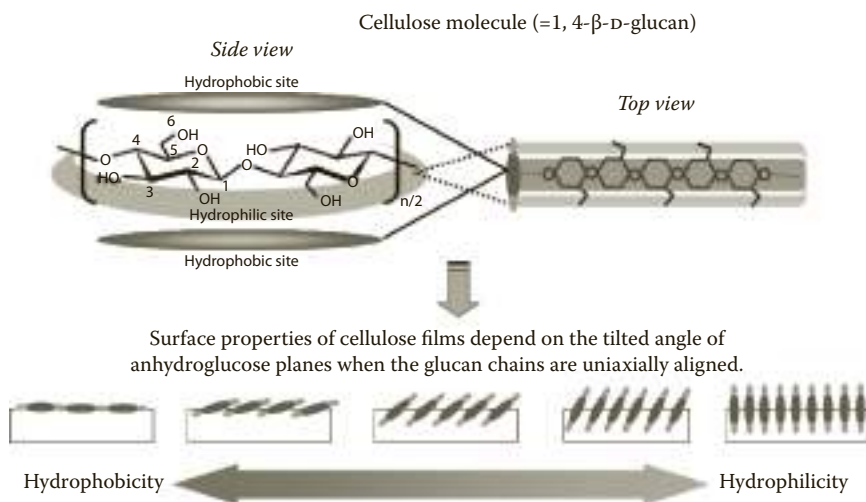 Cellulose molecule (=1, 4-β-D-glucan)
Side view
Hydrophobic site
Top view
6
OH
4
5
O
HO
OH
O
2
O
HO
3
1
O
OH
OH
n/2
Hydrophilic site
Hydrophobic site
Surface properties of cellulose films depend on the tilted angle of
anhydroglucose planes when the glucan chains are uniaxially aligned.
Hydrophobicity
Hydrophilicity